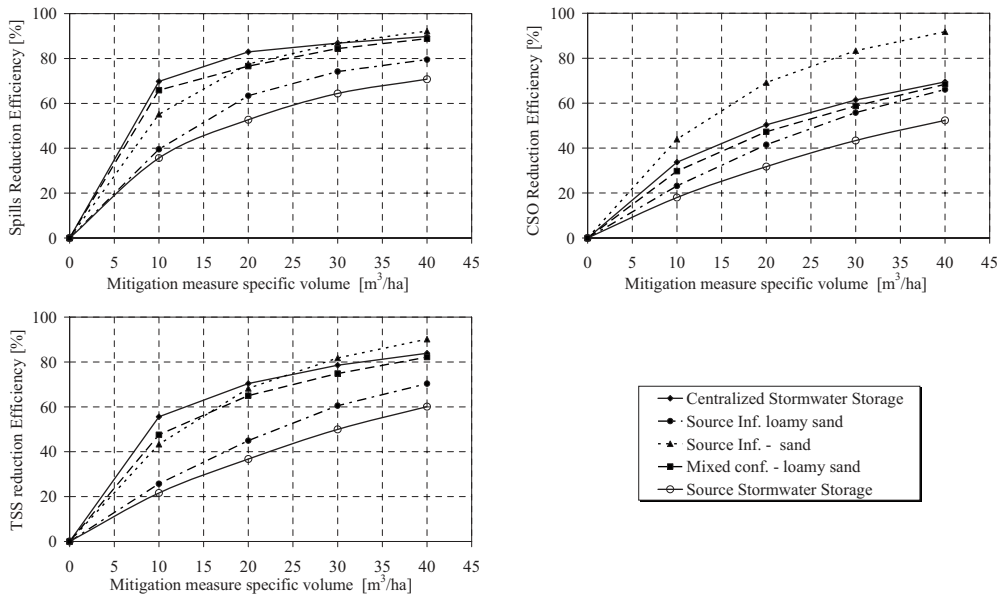 Spills Reduction Efficiency [%]
100
80
60
40
20
0
0 5 10 15 20 25 30 35 40 45
Mitigation measure specific volume [m³/ha]
CSO Reduction Efficiency [%]
100
80
60
40
20
0
0 5 10 15 20 25 30 35 40 45
Mitigation measure specific volume [m³/ha]
TSS reduction Efficiency [%]
100
80
60
40
20
0
0 5 10 15 20 25 30 35 40 45
Mitigation measure specific volume [m³/ha]
Centralized Stormwater Storage
Source Inf. loamy sand
Source Inf. - sand
Mixed conf. - loamy sand
Source Stormwater Storage